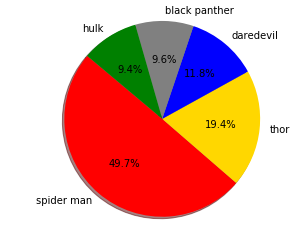 black panther
hulk
daredevil
9.6%
9.4%
11.8%
19.4%
thor
49.7%
spider man